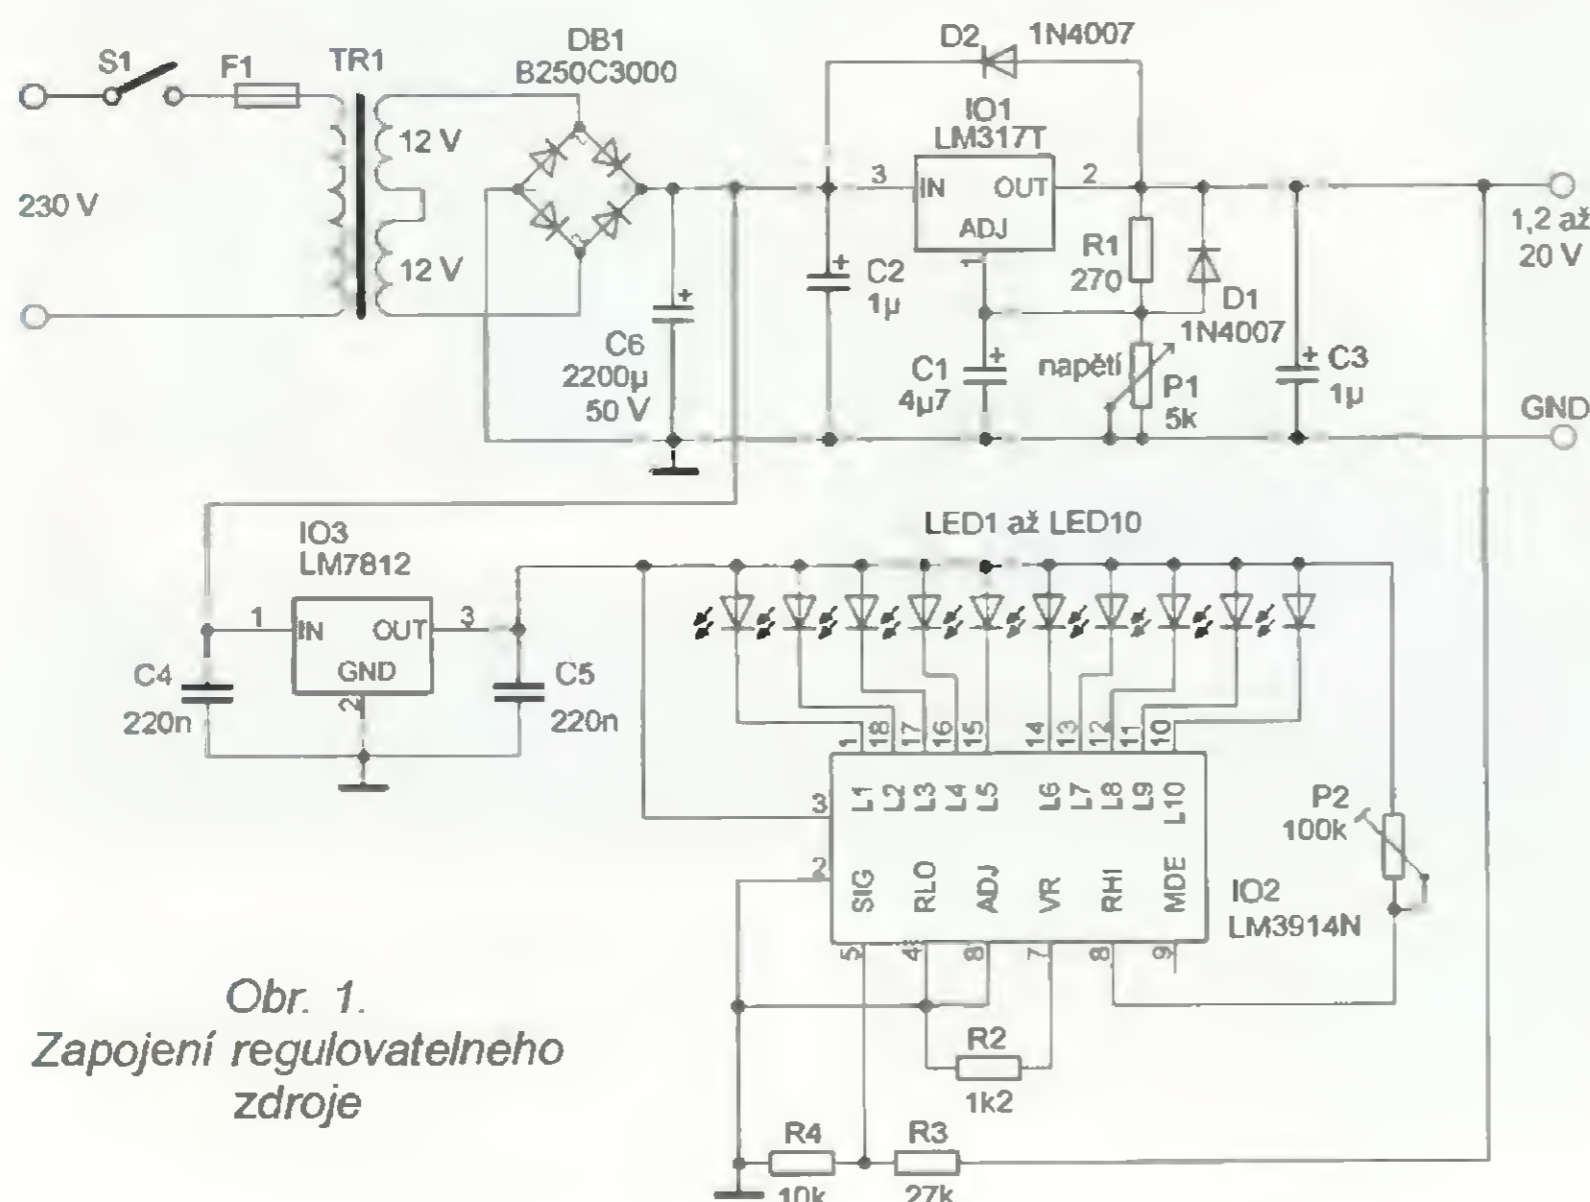 S1
F1
TR1
DB1
B250C3000
D2
1N4007
IO1
LM317T
12 V
230 V
12 V
3
IN
OUT
2
ADJ
1
R1
270
D1
1N4007
1,2 až
20 V
+
C2
1µ
+
C6
2200µ
50 V
+
C1
4µ7
napětí
P1
5k
+
C3
1µ
GND
IO3
LM7812
LED1 až LED10
1
IN
OUT
3
GND
2
C4
220n
C5
220n
1
18
17
16
15
14
13
12
11
10
3
L1
L2
L3
L4
L5
L6
L7
L8
L9
L10
P2
100k
2
SIG
RLO
ADJ
VR
RHI
MDE
IO2
LM3914N
5
4
8
7
8
9
R2
1k2
R4
10k
R3
27k
Obr. 1.
Zapojení regulovatelneho
zdroje